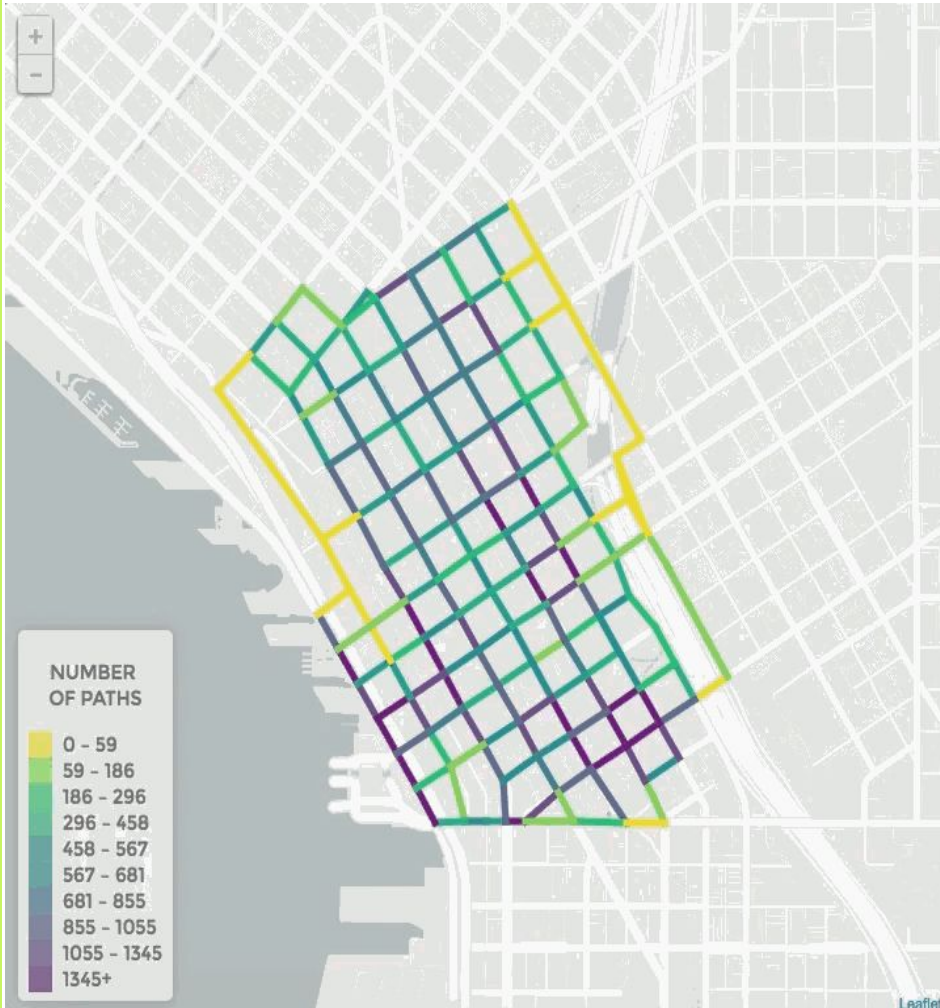 +
−
NUMBER
OF PATHS
0 - 59
59 - 186
186 - 296
296 - 458
458 - 567
567 - 681
681 - 855
855 - 1055
1055 - 1345
1345+
Leaflet